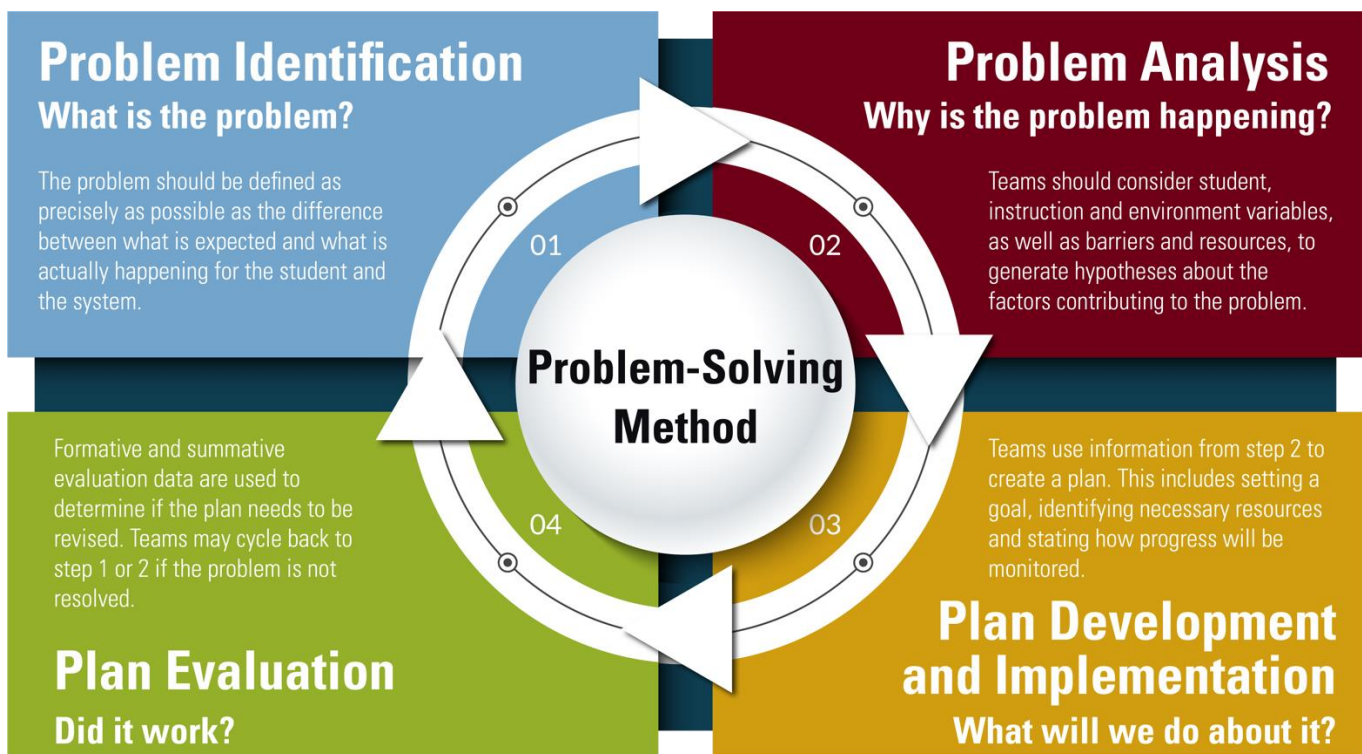 Problem Identification
What is the problem?
The problem should be defined as
precisely as possible as the difference
between what is expected and what is
actually happening for the student and
the system.
01
Problem Analysis
Why is the problem happening?
Teams should consider student,
instruction and environment variables,
as well as barriers and resources, to
generate hypotheses about the
factors contributing to the problem.
02
Problem-Solving
Method
Teams use information from step 2 to
create a plan. This includes setting a
goal, identifying necessary resources
and stating how progress will be
monitored.
03
Plan Development
and Implementation
What will we do about it?
Formative and summative
evaluation data are used to
determine if the plan needs to be
revised. Teams may cycle back to
step 1 or 2 if the problem is not
resolved.
04
Plan Evaluation
Did it work?